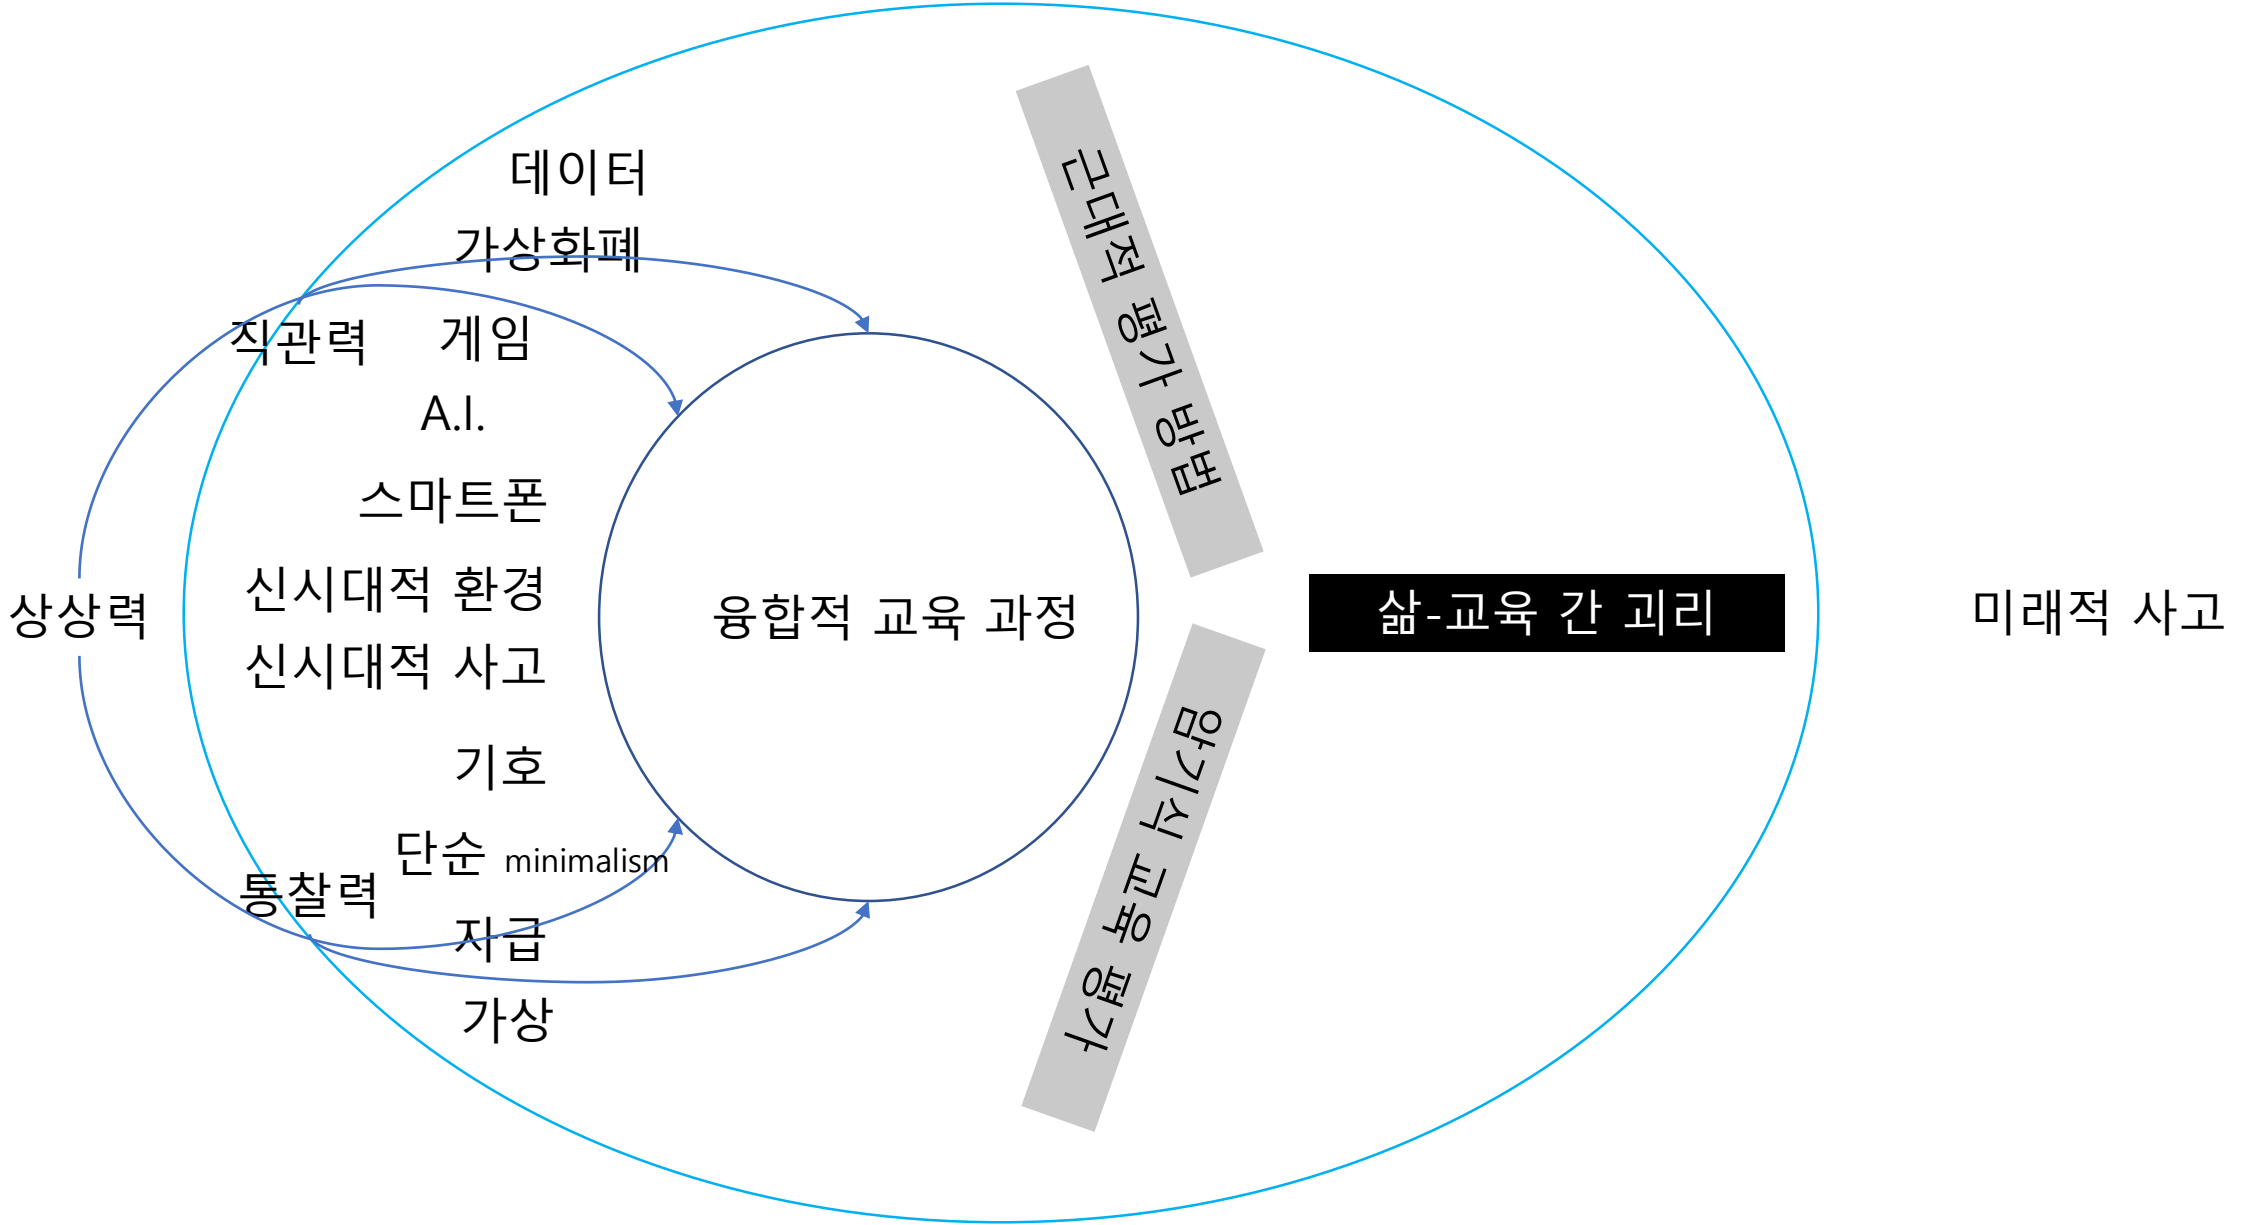 데이터
가상화폐
직관력
게임
A.I.
스마트폰
신시대적 환경
신시대적 사고
상상력
기호
단순 minimalism
통찰력
지급
가상
융합적 교육 과정
근대적 평가 방법
암기식 교육 평가
삶-교육 간 괴리
미래적 사고